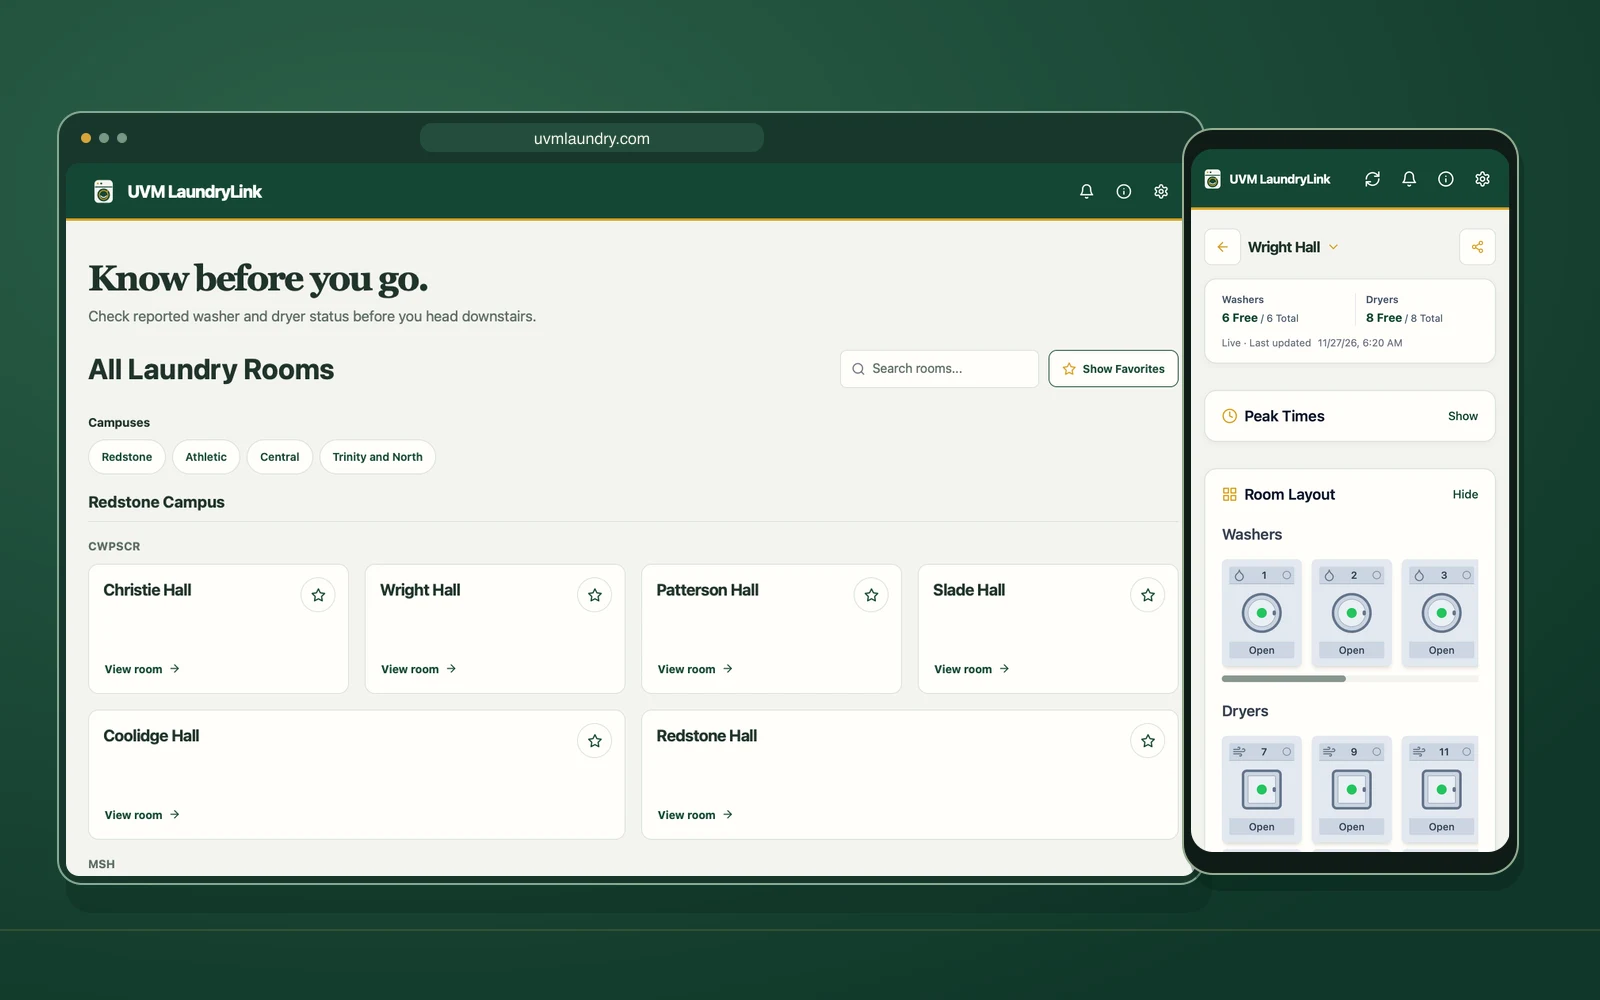 uvmlaundry.com
UVM LaundryLink
Know before you go.
Check reported washer and dryer status before you head downstairs.
All Laundry Rooms
Search rooms...
Show Favorites
Campuses
Redstone
Athletic
Central
Trinity and North
Redstone Campus
CWPSCR
Christie Hall
View room
Wright Hall
View room
Patterson Hall
View room
Slade Hall
View room
Coolidge Hall
View room
Redstone Hall
View room
MSH
UVM LaundryLink
Wright Hall
Washers
6 Free / 6 Total
Dryers
8 Free / 8 Total
Live · Last updated 11/27/26, 6:20 AM
Peak Times
Show
Room Layout
Hide
Washers
1
Open
2
Open
3
Open
Dryers
7
Open
9
Open
11
Open